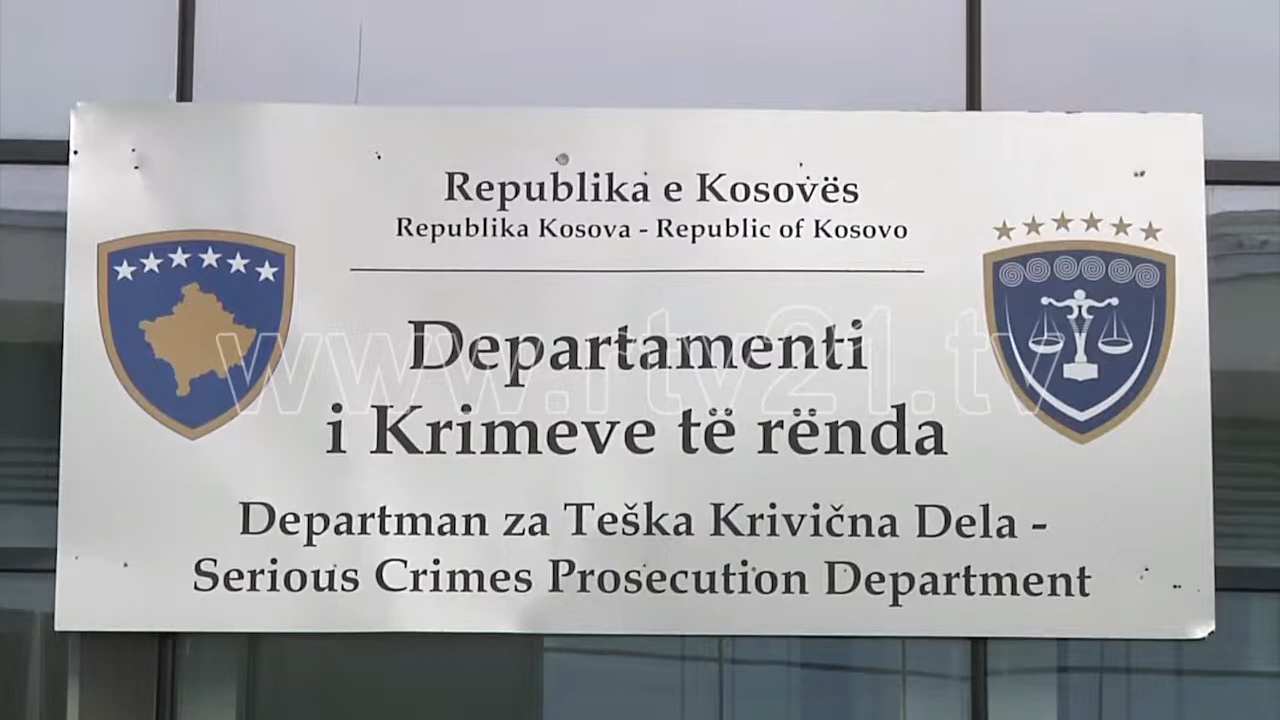 Republika e Kosovës
Republika Kosova - Republic of Kosovo
Departamenti
i Krimeve të rënda
Departman za Teška Krivična Dela -
Serious Crimes Prosecution Department
www.rtv21.tv